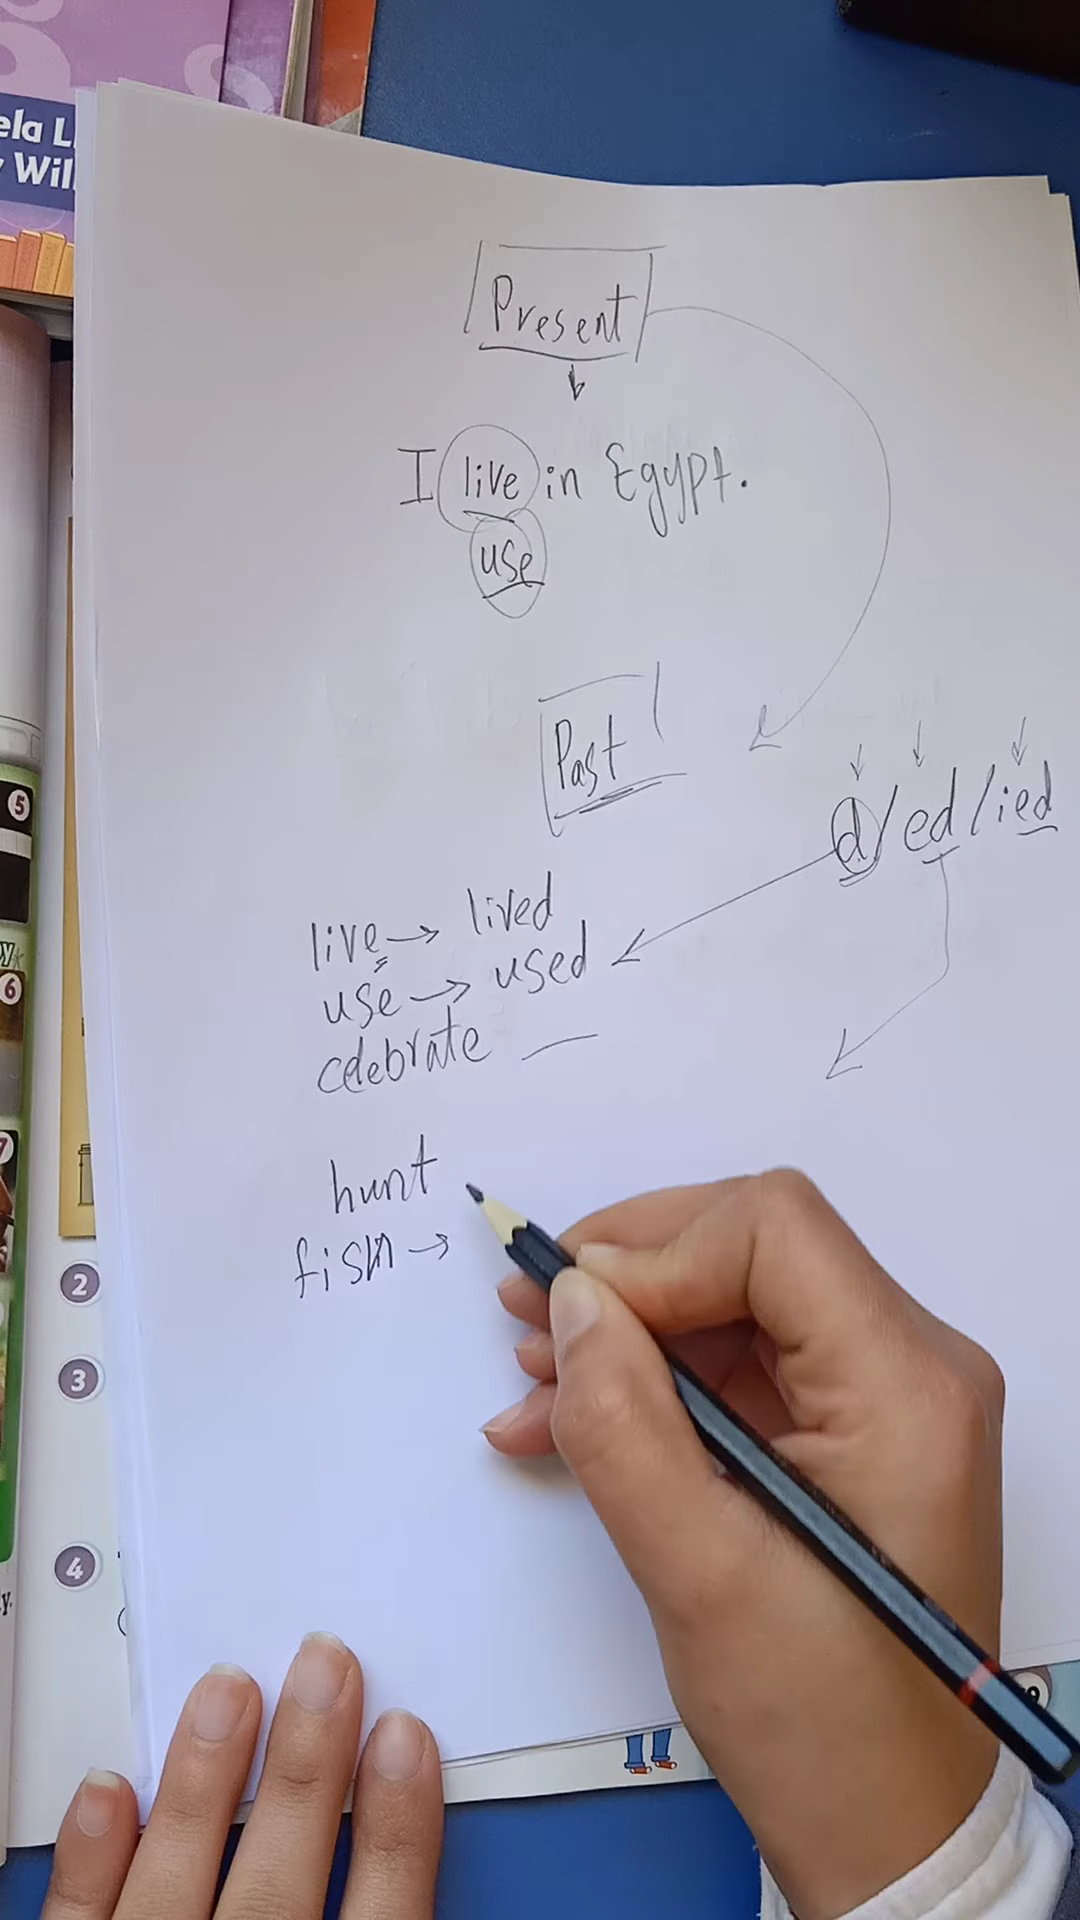 ela L
Wil
Present
I live in Egypt.
use
Past
d/ed/ied
live → lived
use → used
celebrate —
hunt
fish →
5
6
7
2
3
4
y.